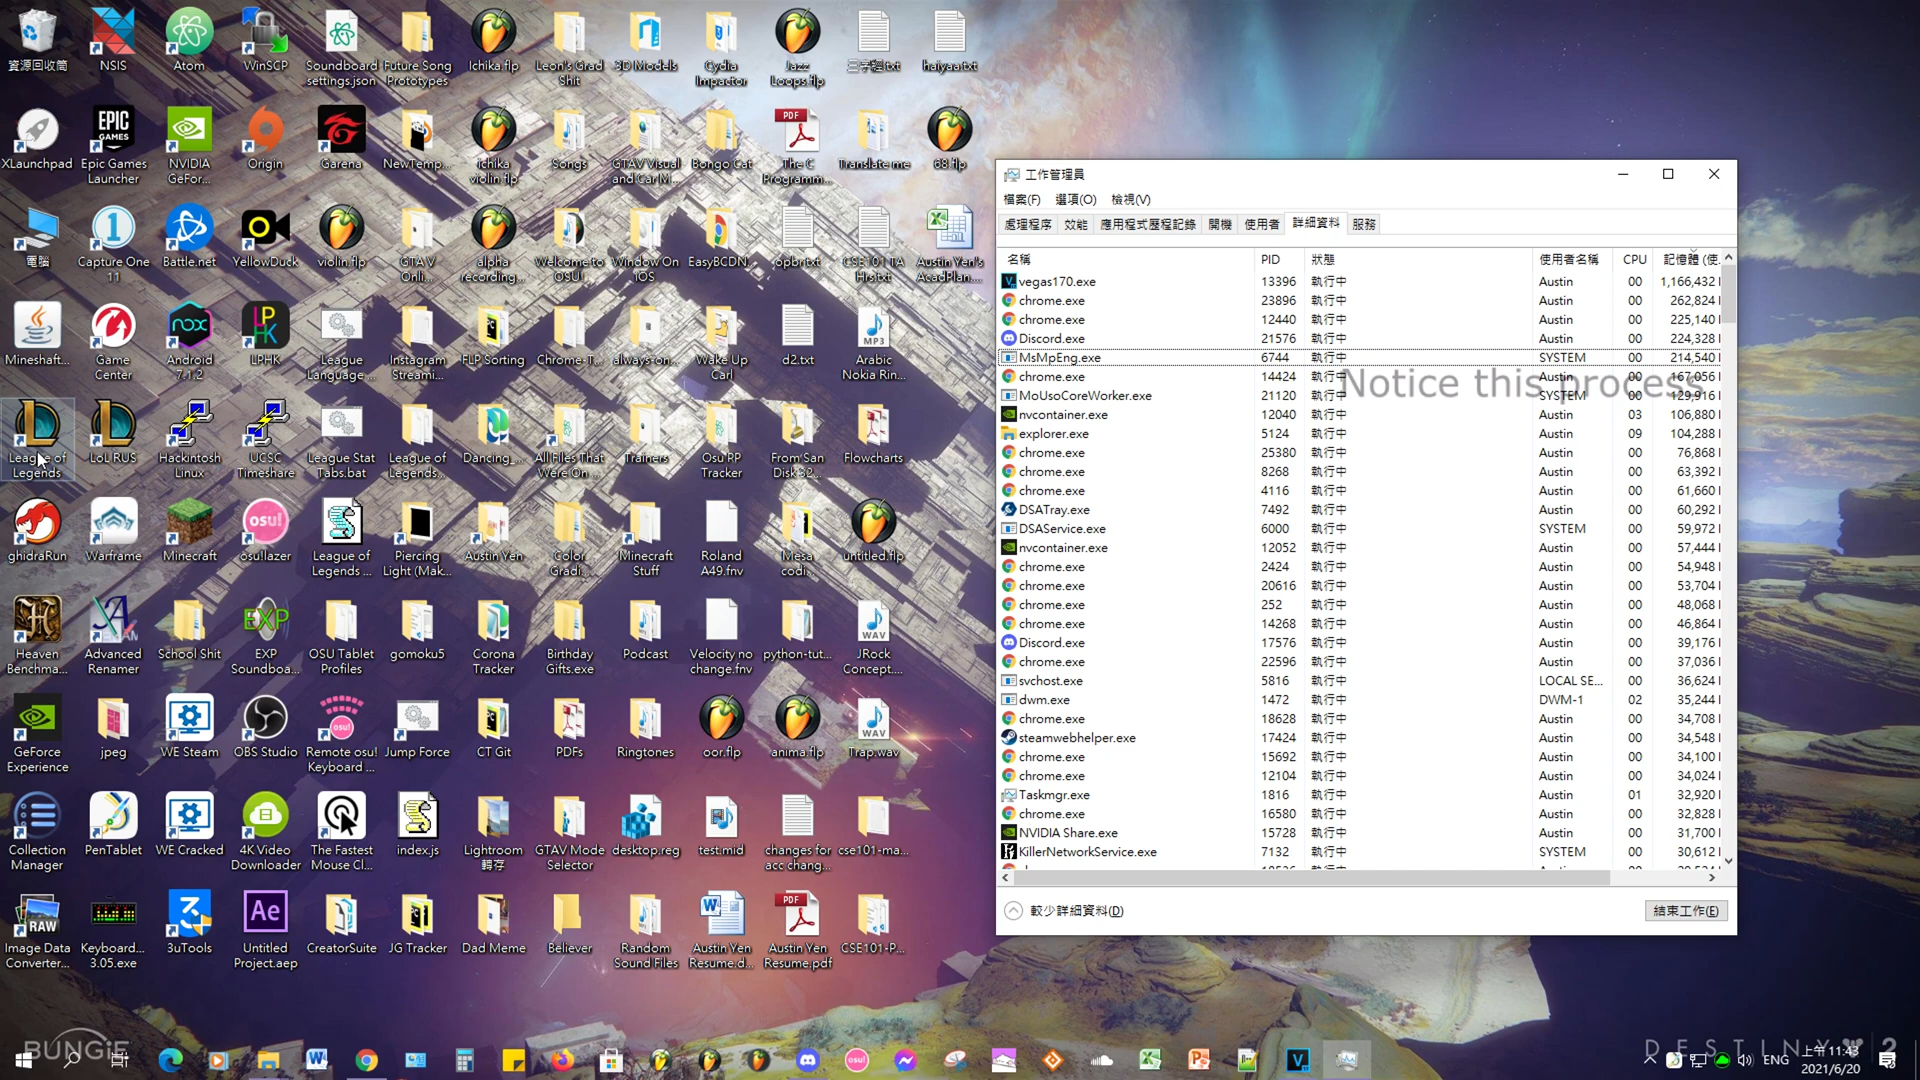 資源回收筒
NSIS
Atom
WinSCP
Soundboard settings.json
Future Song Prototypes
Ichika.flp
Leon's Grad Shit
3D Models
Cydia Impactor
Jazz Loops.flp
三字經.txt
haiyaa.txt
XLaunchpad
Epic Games Launcher
NVIDIA GeFor...
Origin
Garena
NewTemp...
ichika violin.flp
Songs
GTAV Visual and Car M...
Bongo Cat
The C Programm...
Translate me
68.flp
電腦
Capture One 11
Battle.net
YellowDuck
violin.flp
GTA V Onli...
alpha recording...
Welcome to OSU!
Window On iOS
EasyBCDN...
opbr.txt
CSE101 TA Hrs.txt
Austin Yen's AcadPlan...
Mineshaft...
Game Center
Android 7.1.2
LPHK
League Language...
Instagram Streami...
FLP Sorting
Chrome-T...
always-on...
Wake Up Carl
d2.txt
Arabic Nokia Rin...
League of Legends
LoL RUS
Hackintosh Linux
UCSC Timeshare
League Stat Tabs.bat
League of Legends...
Dancing_...
All Files That Were On ...
Trainers
Osu PP Tracker
From San Disk 32...
Flowcharts
ghidraRun
Warframe
Minecraft
osu!lazer
League of Legends ...
Piercing Light (Mak...
Austin Yen
Color Gradi...
Minecraft Stuff
Roland A49.fnv
Mesa codi...
untitled.flp
Heaven Benchma...
Advanced Renamer
School Shit
EXP Soundboa...
OSU Tablet Profiles
gomoku5
Corona Tracker
Birthday Gifts.exe
Podcast
Velocity no change.fnv
python-tut...
JRock Concept....
GeForce Experience
jpeg
WE Steam
OBS Studio
Remote osu! Keyboard ...
Jump Force
CT Git
PDFs
Ringtones
oor.flp
anima.flp
Trap.wav
Collection Manager
PenTablet
WE Cracked
4K Video Downloader
The Fastest Mouse Cl...
index.js
Lightroom 轉存
GTAV Mode Selector
desktop.reg
test.mid
changes for acc chang...
cse101-ma...
Image Data Converter...
Keyboard... 3.05.exe
3uTools
Untitled Project.aep
CreatorSuite
JG Tracker
Dad Meme
Believer
Random Sound Files
Austin Yen Resume.d...
Austin Yen Resume.pdf
CSE101-P...
工作管理員
檔案(F) 選項(O) 檢視(V)
處理程序 效能 應用程式歷程記錄 開機 使用者 詳細資料 服務
名稱 PID 狀態 使用者名稱 CPU 記憶體 (使...
vegas170.exe 13396 執行中 Austin 00 1,166,432
chrome.exe 23896 執行中 Austin 00 262,824
chrome.exe 12440 執行中 Austin 00 225,140
Discord.exe 21576 執行中 Austin 00 224,328
MsMpEng.exe 6744 執行中 SYSTEM 00 214,540
chrome.exe 14424 執行中 Austin 00 167,056
Notice this process
MoUsoCoreWorker.exe 21120 執行中 SYSTEM 00 129,916
nvcontainer.exe 12040 執行中 Austin 03 106,880
explorer.exe 5124 執行中 Austin 09 104,288
chrome.exe 25380 執行中 Austin 00 76,868
chrome.exe 8268 執行中 Austin 00 63,392
chrome.exe 4116 執行中 Austin 00 61,660
DSATray.exe 7492 執行中 Austin 00 60,292
DSAService.exe 6000 執行中 SYSTEM 00 59,972
nvcontainer.exe 12052 執行中 Austin 00 57,444
chrome.exe 2424 執行中 Austin 00 54,948
chrome.exe 20616 執行中 Austin 00 53,704
chrome.exe 252 執行中 Austin 00 48,068
chrome.exe 14268 執行中 Austin 00 46,864
Discord.exe 17576 執行中 Austin 00 39,176
chrome.exe 22596 執行中 Austin 00 37,036
svchost.exe 5816 執行中 LOCAL SE... 00 36,624
dwm.exe 1472 執行中 DWM-1 02 35,244
chrome.exe 18628 執行中 Austin 00 34,708
steamwebhelper.exe 17424 執行中 Austin 00 34,548
chrome.exe 15692 執行中 Austin 00 34,100
chrome.exe 12104 執行中 Austin 00 34,024
Taskmgr.exe 1816 執行中 Austin 01 32,920
chrome.exe 16580 執行中 Austin 00 32,828
NVIDIA Share.exe 15728 執行中 Austin 00 31,700
KillerNetworkService.exe 7132 執行中 SYSTEM 00 30,612
較少詳細資料(D)
結束工作(E)
BUNGiE
DESTINY 2
ENG
上午 11:43
2021/6/20